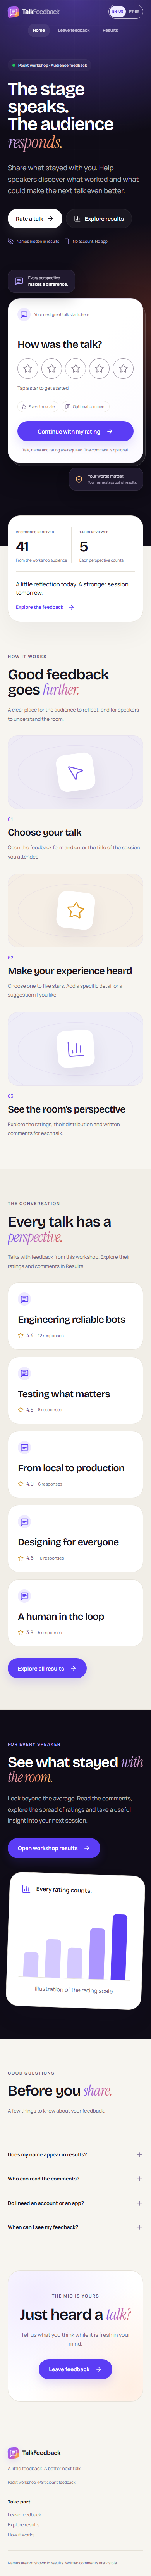 TalkFeedback
EN US
PT BR
Home
Leave feedback
Results
Packt workshop · Audience feedback
The stage
speaks.
The audience
responds.
Share what stayed with you. Help
speakers discover what worked and what
could make the next talk even better.
Rate a talk
Explore results
Names hidden in results
No account. No app.
Every perspective
makes a difference.
Your next great talk starts here
How was the talk?
Tap a star to get started
Five-star scale
Optional comment
Continue with my rating
Talk, name and rating are required. The comment is optional.
Your words matter.
Your name stays out of results
RESPONSES RECEIVED
41
From the workshop audience
TALKS REVIEWED
5
Each perspective counts
A little reflection today. A stronger session
tomorrow.
Explore the feedback
HOW IT WORKS
Good feedback
goes further.
A clear place for the audience to reflect, and for speakers
to understand the room.
01
Choose your talk
Open the feedback form and enter the title of the session
you attended.
02
Make your experience heard
Choose one to five stars. Add a specific detail or a
suggestion if you like.
03
See the room's perspective
Explore the ratings, their distribution and written
comments for each talk.
THE CONVERSATION
Every talk has a
perspective.
Talks with feedback from this workshop. Explore their
ratings and comments in Results.
Engineering reliable bots
4.4 12 responses
Testing what matters
4.8 8 responses
From local to production
4.0 6 responses
Designing for everyone
4.6 10 responses
A human in the loop
3.8 5 responses
Explore all results
FOR EVERY SPEAKER
See what stayed with
the room.
Look beyond the average. Read the comments,
explore the spread of ratings and take a useful
insight into your next session.
Open workshop results
Every rating counts.
Illustration of the rating scale
GOOD QUESTIONS
Before you share.
A few things to know about your feedback.
Does my name appear in results?
Who can read the comments?
Do I need an account or an app?
When can I see my feedback?
THE MIC IS YOURS
Just heard a talk?
Tell us what you think while it is fresh in your
mind.
Leave feedback
TalkFeedback
A little feedback. A better next talk.
Packt workshop · Participant feedback
Take part
Leave feedback
Explore results
How it works
Names are not shown in results. Written comments are visible.